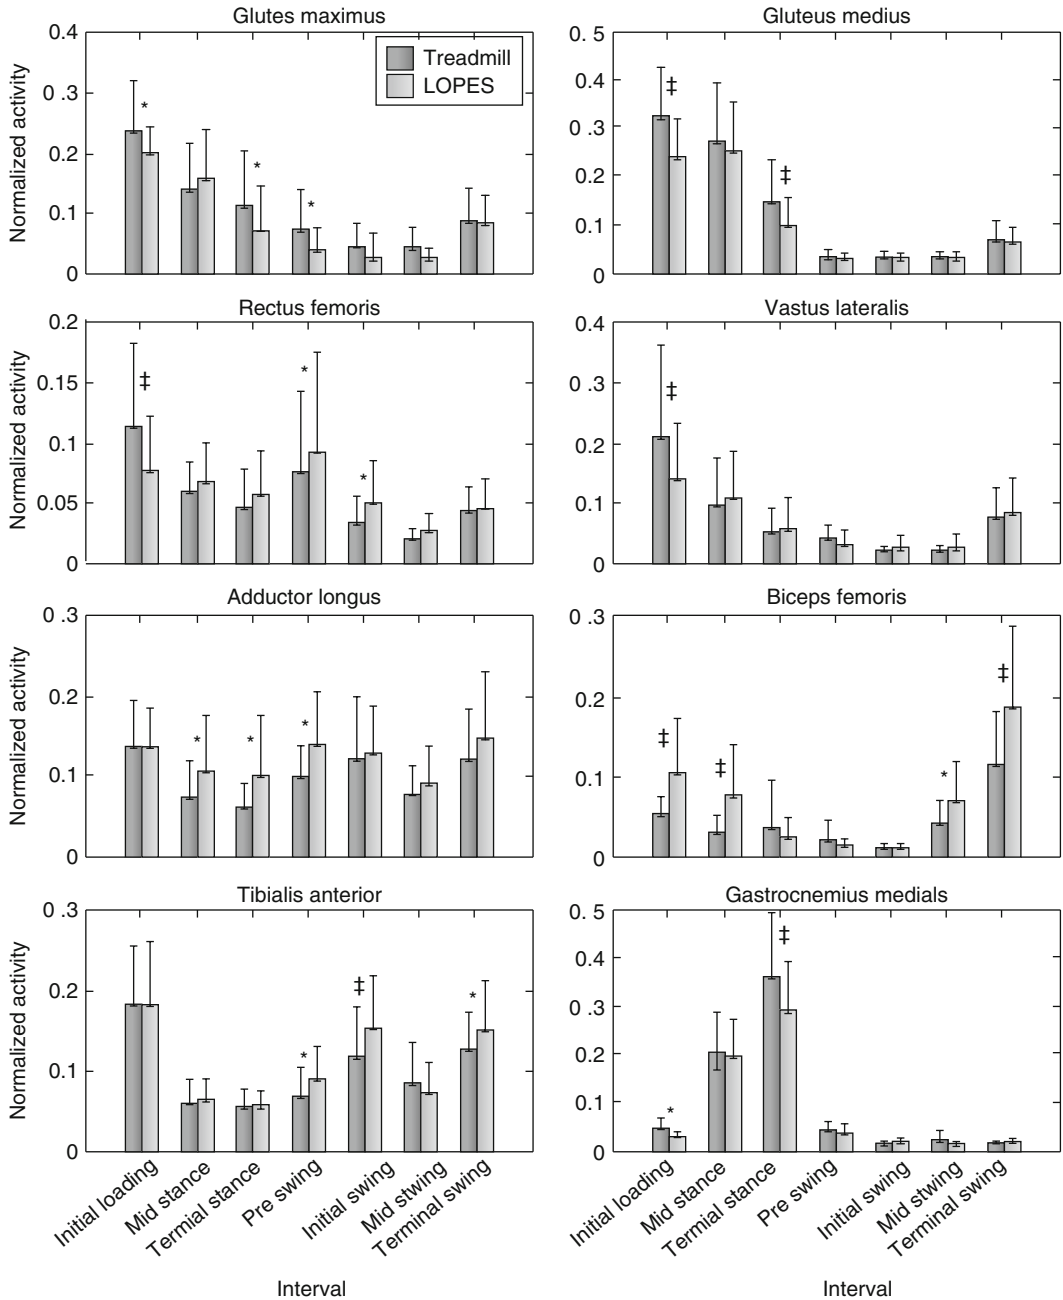 Glutes maximus
Normalized activity
0.4
0.3
0.2
0.1
0
Treadmill
LOPES
*
*
*
Gluteus medius
0. 5
0.4
0.3
0.2
0.1
0
‡
‡
Rectus femoris
Normalized activity
0.2
0.15
0.1
0.05
0
‡
*
*
Vastus lateralis
0.4
0.3
0.2
0.1
0
‡
Adductor longus
Normalized activity
0 .3
0.2
0.1
0
*
*
*
Biceps femoris
0. 3
0.2
0.1
0
‡
‡
*
‡
Tibialis anterior
Normalized activity
0 .3
0.2
0.1
0
*
‡
*
Initial loading
Mid stance
Termial stance
Pre swing
Initial swing
Mid stwing
Terminal swing
Interval
Gastrocnemius medials
0.5
0.4
0.3
0.2
0.1
0
*
‡
Initial loading
Mid stance
Termial stance
Pre swing
Initial swing
Mid stwing
Terminal swing
Interval